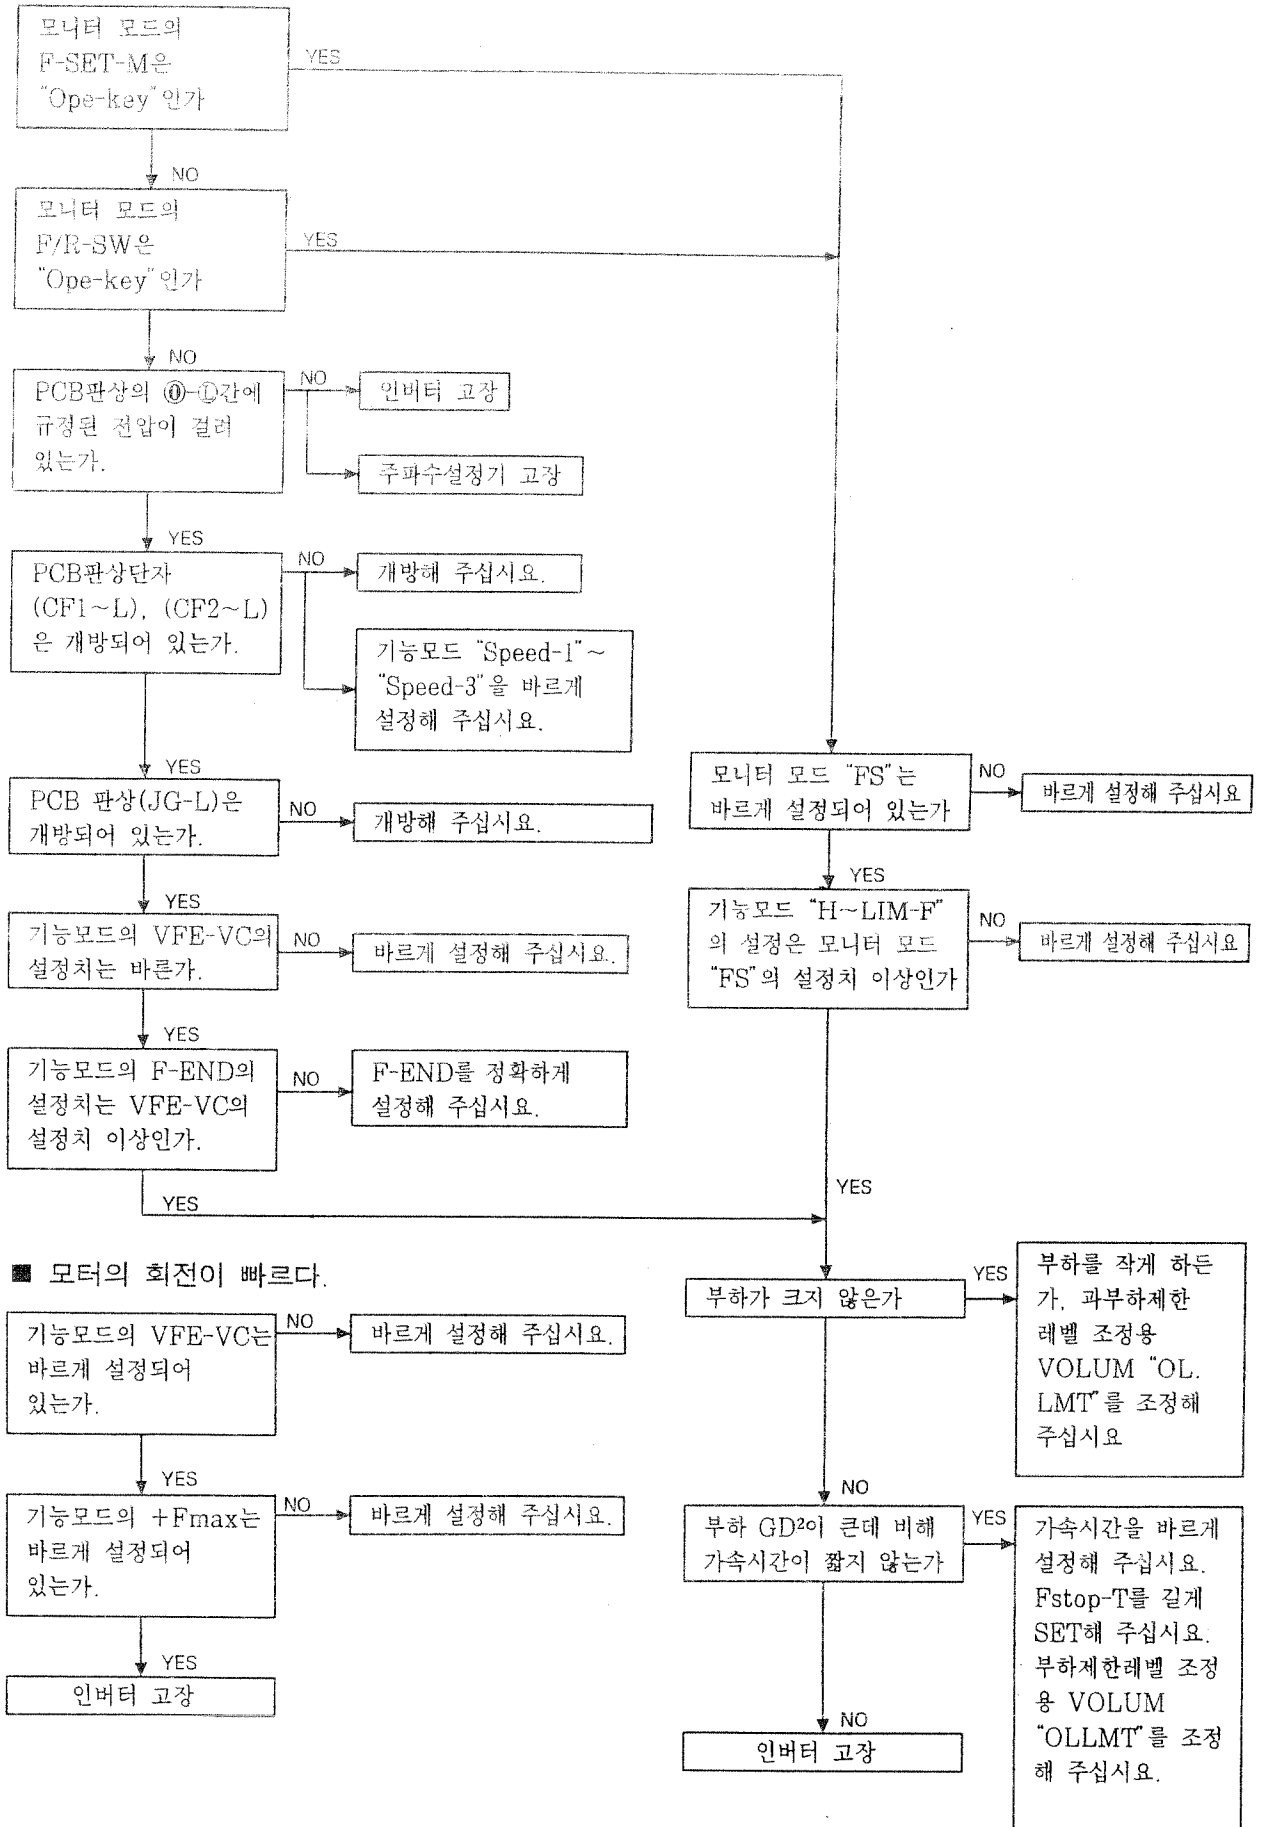 모니터 모드의
F-SET-M은
"Ope-key"인가
YES
NO
모니터 모드의
F/R-SW은
"Ope-key"인가
YES
NO
PCB판상의 ⓞ-Ⓛ간에
규정된 전압이 걸려
있는가.
NO
인버터 고장
주파수설정기 고장
YES
PCB판상단자
(CF1~L), (CF2~L)
은 개방되어 있는가.
NO
개방해 주십시요.
기능모드 "Speed-1"~
"Speed-3"을 바르게
설정해 주십시요.
YES
PCB 판상(JG-L)은
개방되어 있는가.
NO
개방해 주십시요.
YES
기능모드의 VFE-VC의
설정치는 바른가.
NO
바르게 설정해 주십시요.
YES
기능모드의 F-END의
설정치는 VFE-VC의
설정치 이상인가.
NO
F-END를 정확하게
설정해 주십시요.
YES
모니터 모드 "FS"는
바르게 설정되어 있는가
NO
바르게 설정해 주십시요
YES
기능모드 "H~LIM-F"
의 설정은 모니터 모드
"FS"의 설정치 이상인가
NO
바르게 설정해 주십시요
YES
부하가 크지 않은가
YES
부하를 작게 하든
가, 과부하제한
레벨 조정용
VOLUM "OL.
LMT"를 조정해
주십시요
NO
부하 GD²이 큰데 비해
가속시간이 짧지 않는가
YES
가속시간을 바르게
설정해 주십시요.
Fstop-T를 길게
SET해 주십시요.
부하제한레벨 조정
용 VOLUM
"OLLMT"를 조정
해 주십시요.
NO
인버터 고장
■ 모터의 회전이 빠르다.
기능모드의 VFE-VC는
바르게 설정되어
있는가.
NO
바르게 설정해 주십시요.
YES
기능모드의 +Fmax는
바르게 설정되어
있는가.
NO
바르게 설정해 주십시요.
YES
인버터 고장